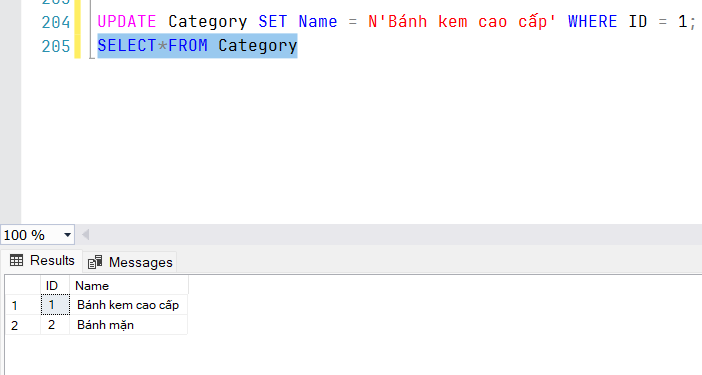 203
204 UPDATE Category SET Name = N'Bánh kem cao cấp' WHERE ID = 1;
205 SELECT*FROM Category
100 %
Results Messages
ID Name
1 1 Bánh kem cao cấp
2 2 Bánh mặn